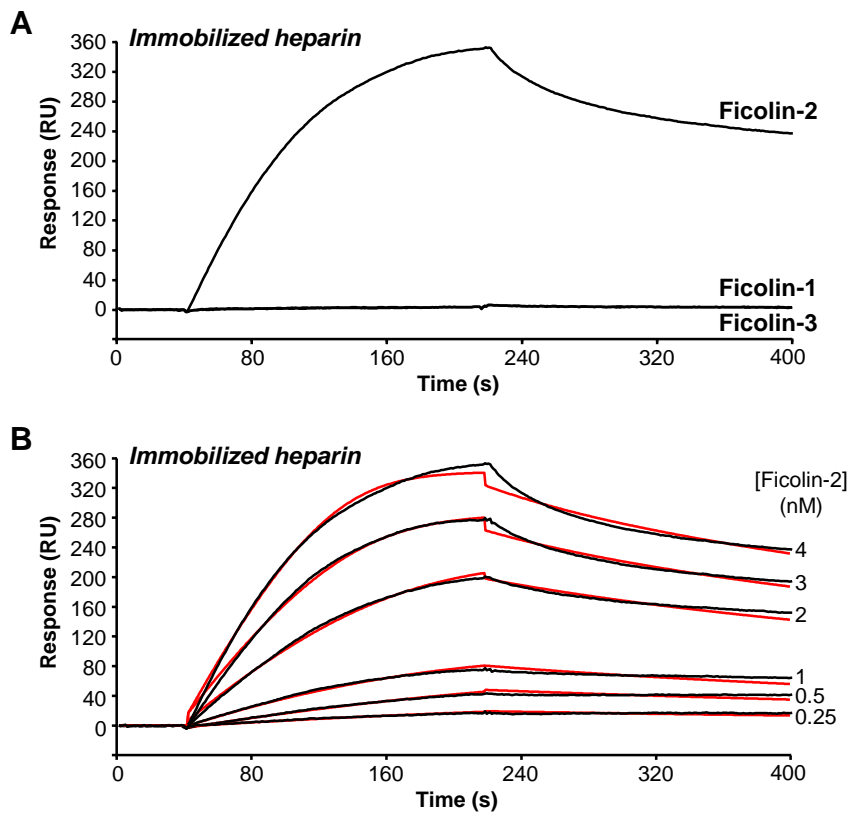 A
Immobilized heparin
Response (RU)
360
320
280
240
200
160
120
80
40
0
Ficolin-2
Ficolin-1
Ficolin-3
0 80 160 240 320 400
Time (s)
B
Immobilized heparin
[Ficolin-2]
(nM)
Response (RU)
360
320
280
240
200
160
120
80
40
0
4
3
2
1
0.5
0.25
0 80 160 240 320 400
Time (s)